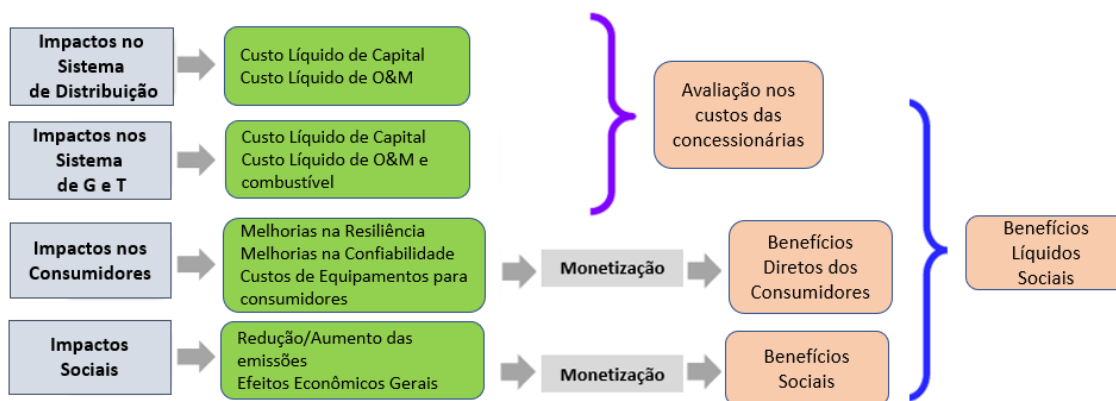 Impactos no
Sistema
de Distribuição
Custo Líquido de Capital
Custo Líquido de O&M
Impactos nos
Sistema
de G e T
Custo Líquido de Capital
Custo Líquido de O&M e
combustível
Avaliação nos
custos das
concessionárias
Impactos nos
Consumidores
Melhorias na Resiliência
Melhorias na Confiabilidade
Custos de Equipamentos para
consumidores
Monetização
Benefícios
Diretos dos
Consumidores
Impactos
Sociais
Redução/Aumento das
emissões
Efeitos Econômicos Gerais
Monetização
Benefícios
Sociais
Benefícios
Líquidos
Sociais